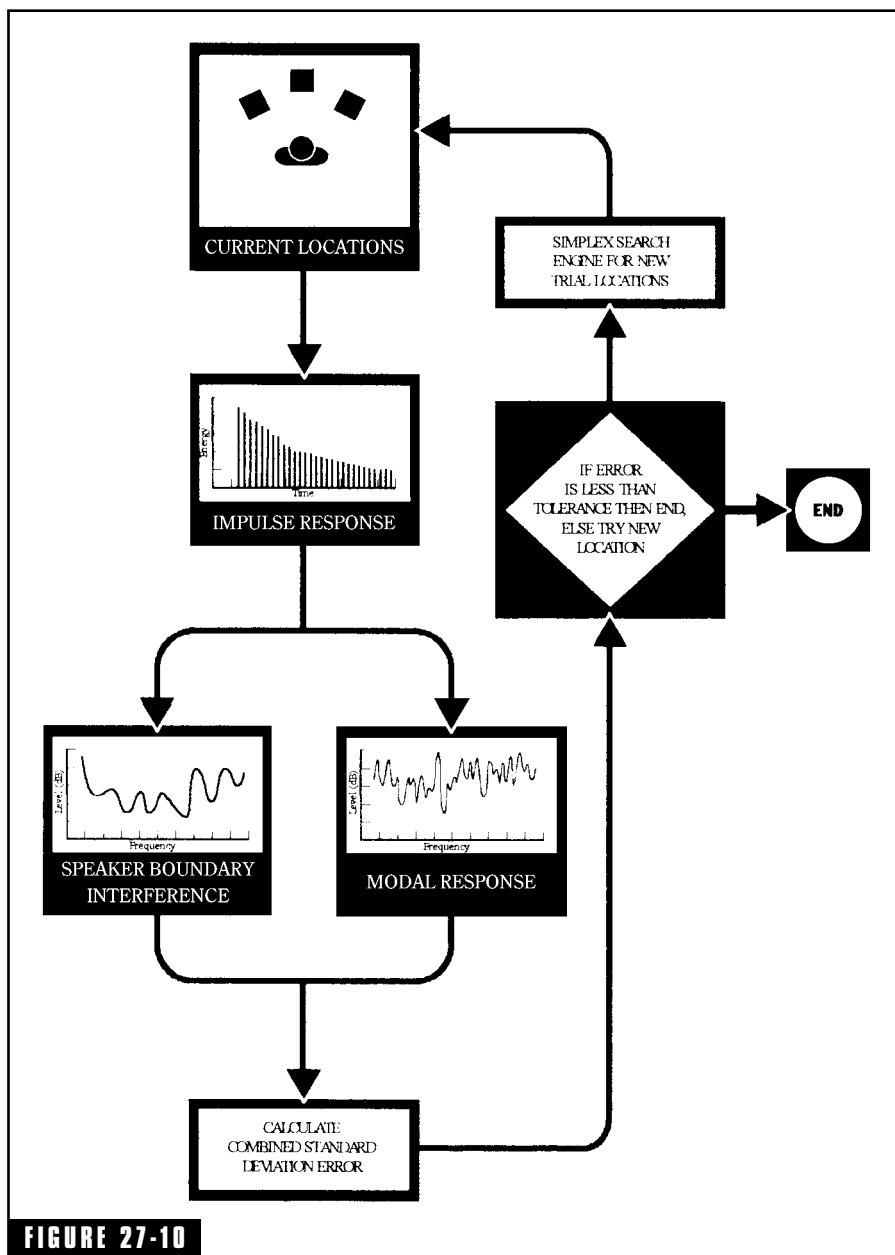 CURRENT LOCATIONS
SIMPLEX SEARCH
ENGINE FOR NEW
TRIAL LOCATIONS
Energy
Time
IMPULSE RESPONSE
IF ERROR
IS LESS THAN
TOLERANCE THEN END,
ELSE TRY NEW
LOCATION
END
Level (dB)
Frequency
SPEAKER BOUNDARY
INTERFERENCE
Level (dB)
Frequency
MODAL RESPONSE
CALCULATE
COMBINED STANDARD
DEVIATION ERROR
FIGURE 27-10